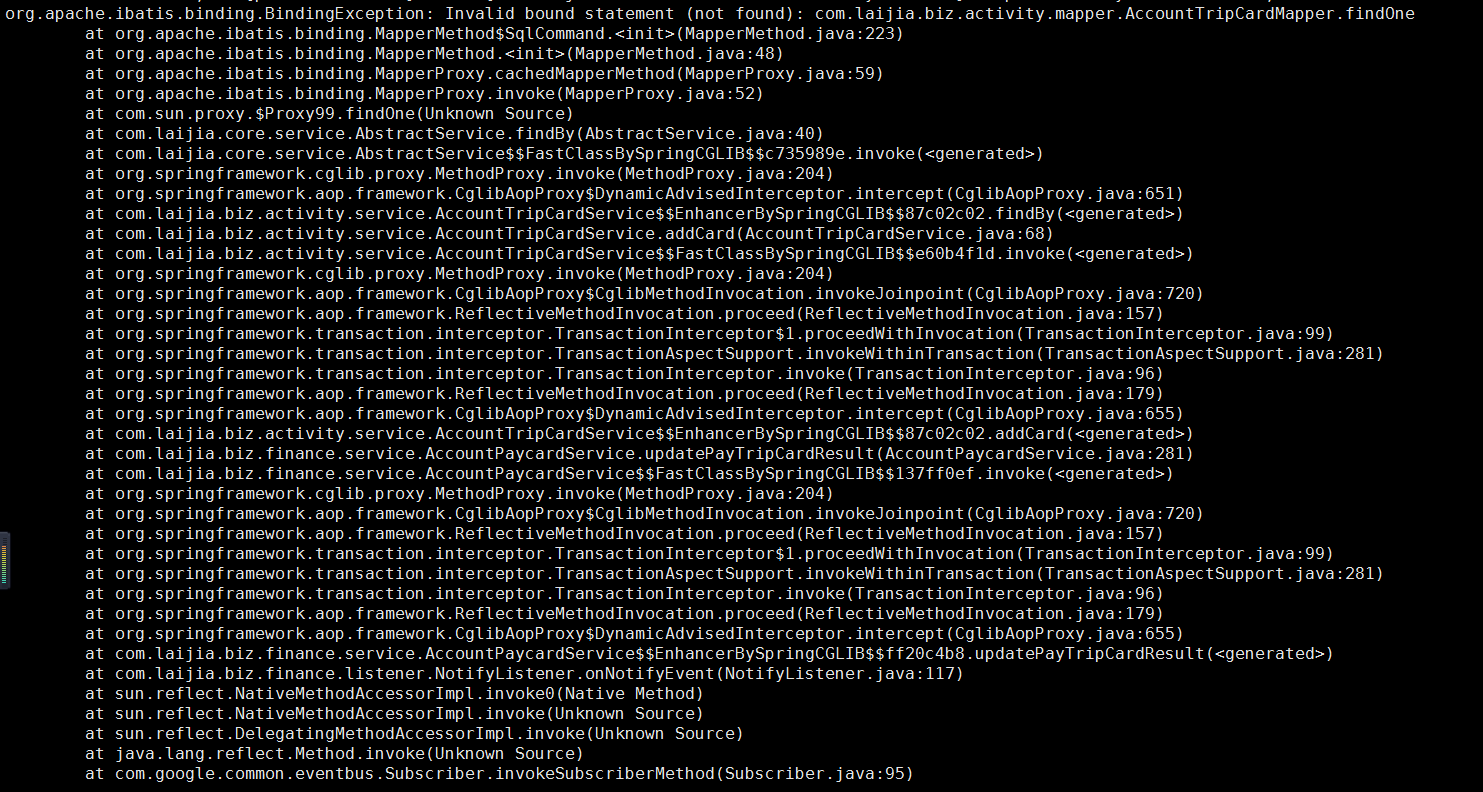 org.apache.ibatis.binding.BindingException: Invalid bound statement (not found): com.laijia.biz.activity.mapper.AccountTripCardMapper.findOne
at org.apache.ibatis.binding.MapperMethod$SqlCommand.<init>(MapperMethod.java:223)
at org.apache.ibatis.binding.MapperMethod.<init>(MapperMethod.java:48)
at org.apache.ibatis.binding.MapperProxy.cachedMapperMethod(MapperProxy.java:59)
at org.apache.ibatis.binding.MapperProxy.invoke(MapperProxy.java:52)
at com.sun.proxy.$Proxy99.findOne(Unknown Source)
at com.laijia.core.service.AbstractService.findBy(AbstractService.java:40)
at com.laijia.core.service.AbstractService$$FastClassBySpringCGLIB$$c735989e.invoke(<generated>)
at org.springframework.cglib.proxy.MethodProxy.invoke(MethodProxy.java:204)
at org.springframework.aop.framework.CglibAopProxy$DynamicAdvisedInterceptor.intercept(CglibAopProxy.java:651)
at com.laijia.biz.activity.service.AccountTripCardService$$EnhancerBySpringCGLIB$$87c02c02.findBy(<generated>)
at com.laijia.biz.activity.service.AccountTripCardService.addCard(AccountTripCardService.java:68)
at com.laijia.biz.activity.service.AccountTripCardService$$FastClassBySpringCGLIB$$e60b4f1d.invoke(<generated>)
at org.springframework.cglib.proxy.MethodProxy.invoke(MethodProxy.java:204)
at org.springframework.aop.framework.CglibAopProxy$CglibMethodInvocation.invokeJoinpoint(CglibAopProxy.java:720)
at org.springframework.aop.framework.ReflectiveMethodInvocation.proceed(ReflectiveMethodInvocation.java:157)
at org.springframework.transaction.interceptor.TransactionInterceptor$1.proceedWithInvocation(TransactionInterceptor.java:99)
at org.springframework.transaction.interceptor.TransactionAspectSupport.invokeWithinTransaction(TransactionAspectSupport.java:281)
at org.springframework.transaction.interceptor.TransactionInterceptor.invoke(TransactionInterceptor.java:96)
at org.springframework.aop.framework.ReflectiveMethodInvocation.proceed(ReflectiveMethodInvocation.java:179)
at org.springframework.aop.framework.CglibAopProxy$DynamicAdvisedInterceptor.intercept(CglibAopProxy.java:655)
at com.laijia.biz.activity.service.AccountTripCardService$$EnhancerBySpringCGLIB$$87c02c02.addCard(<generated>)
at com.laijia.biz.finance.service.AccountPaycardService.updatePayTripCardResult(AccountPaycardService.java:281)
at com.laijia.biz.finance.service.AccountPaycardService$$FastClassBySpringCGLIB$$137ff0ef.invoke(<generated>)
at org.springframework.cglib.proxy.MethodProxy.invoke(MethodProxy.java:204)
at org.springframework.aop.framework.CglibAopProxy$CglibMethodInvocation.invokeJoinpoint(CglibAopProxy.java:720)
at org.springframework.aop.framework.ReflectiveMethodInvocation.proceed(ReflectiveMethodInvocation.java:157)
at org.springframework.transaction.interceptor.TransactionInterceptor$1.proceedWithInvocation(TransactionInterceptor.java:99)
at org.springframework.transaction.interceptor.TransactionAspectSupport.invokeWithinTransaction(TransactionAspectSupport.java:281)
at org.springframework.transaction.interceptor.TransactionInterceptor.invoke(TransactionInterceptor.java:96)
at org.springframework.aop.framework.ReflectiveMethodInvocation.proceed(ReflectiveMethodInvocation.java:179)
at org.springframework.aop.framework.CglibAopProxy$DynamicAdvisedInterceptor.intercept(CglibAopProxy.java:655)
at com.laijia.biz.finance.service.AccountPaycardService$$EnhancerBySpringCGLIB$$ff20c4b8.updatePayTripCardResult(<generated>)
at com.laijia.biz.finance.listener.NotifyListener.onNotifyEvent(NotifyListener.java:117)
at sun.reflect.NativeMethodAccessorImpl.invoke0(Native Method)
at sun.reflect.NativeMethodAccessorImpl.invoke(Unknown Source)
at sun.reflect.DelegatingMethodAccessorImpl.invoke(Unknown Source)
at java.lang.reflect.Method.invoke(Unknown Source)
at com.google.common.eventbus.Subscriber.invokeSubscriberMethod(Subscriber.java:95)